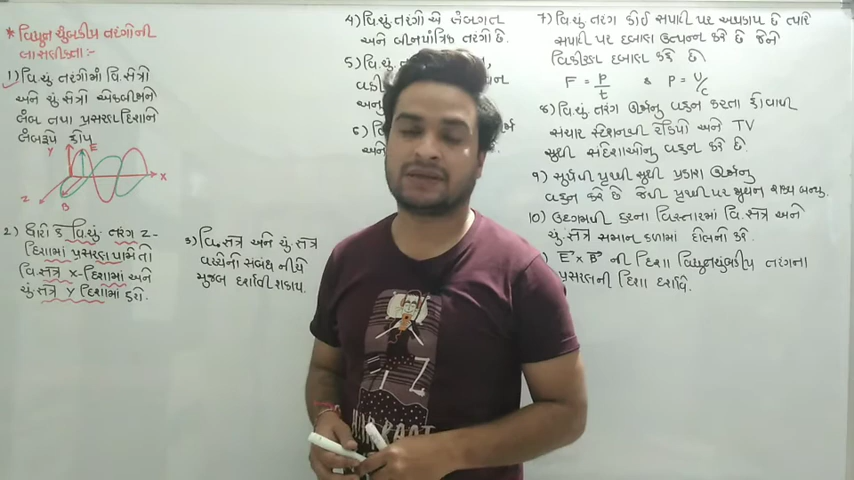 * વિદ્યુત ચુંબકીય તરંગોની
લાક્ષણિકતા:-
1) વિ.ચું તરંગોમાં વિ.ક્ષેત્રો
અને ચું ક્ષેત્રો એકબીજાને
લંબ તથા પ્રસરણ દિશાને
લંબરૂપે હોય
Y E
X
Z
B
2) ધારો કે વિ.ચું. તરંગ Z-
દિશામાં પ્રસરણ પામે તો
વિ.ક્ષેત્ર X-દિશામાં અને
ચું.ક્ષેત્ર Y દિશામાં હશે.
3) વિ.ક્ષેત્ર અને ચું.ક્ષેત્ર
વચ્ચેનો સંબંધ નીચે
મુજબ દર્શાવી શકાય.
4) વિ.ચું તરંગો એ લંબગત
અને બીનયાંત્રિક તરંગો છે.
5) વિ.ચું.
6)
અને
7) વિ.ચું તરંગ કોઈ સપાટી પર આપાત છે ત્યારે
સપાટી પર દબાણ ઉત્પન્ન કરે છે જેને
વિકીરણ દબાણ કહે છે
F = p/t & P = U/c
8) વિ.ચું. તરંગ ઊર્જાનું વહન કરતા હોવાથી
સંચાર સ્ટેશનથી રેડિયો અને TV
સુધી સંદેશાઓનું વહન કરે છે.
9) સૂર્યથી પૃથ્વી સુધી પ્રકાશ ઊર્જાનું
વહન કરે છે જેથી પૃથ્વી પર જીવન શક્ય બન્યુ.
10) ઉદગમથી દૂરના વિસ્તારમાં વિ.ક્ષેત્ર અને
ચું.ક્ષેત્ર સમાન કળામાં દોલનો કરે.
E × B ની દિશા વિદ્યુતચુંબકીય તરંગના
પ્રસરણની દિશા દર્શાવે.